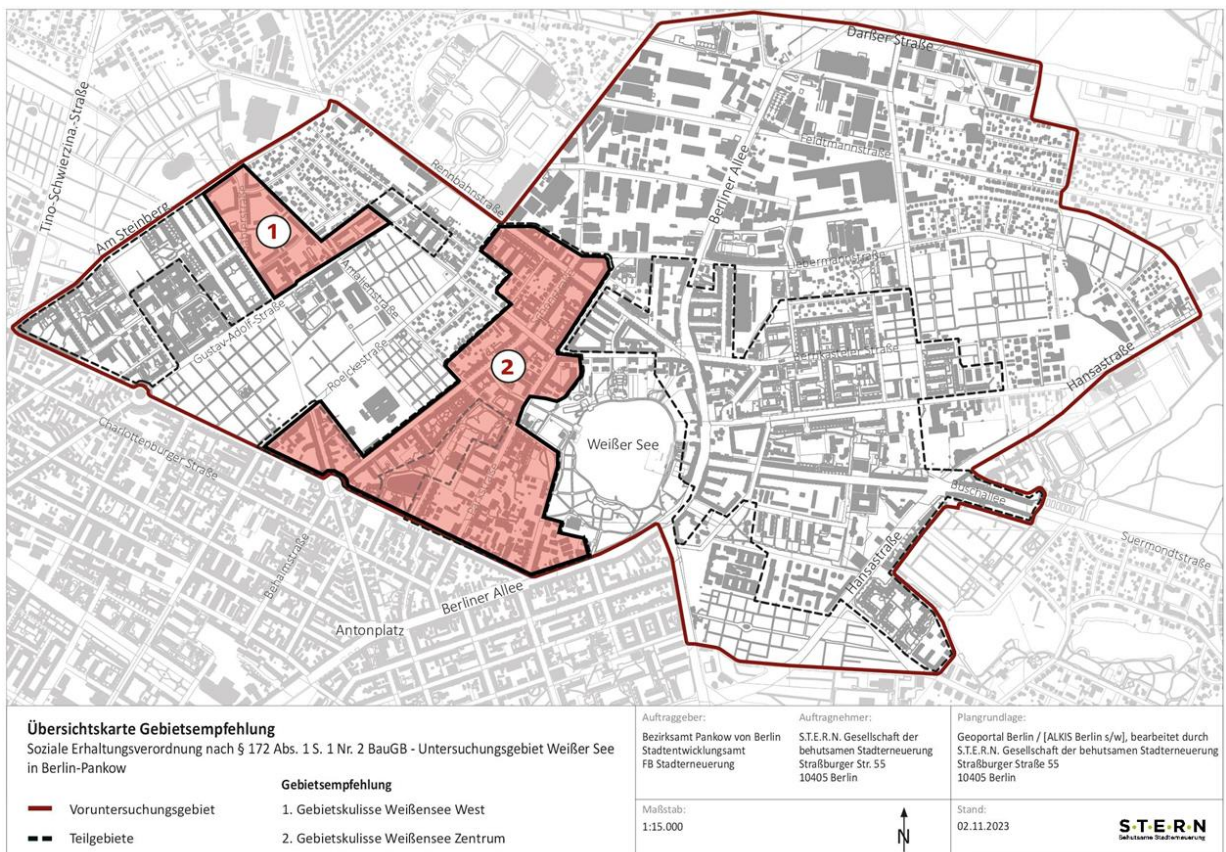 Darßer Straße
Tino-Schwierzina,-Straße
Rennbahnstraße
Feldtmannstraße
Berliner Allee
Am Steinberg
1
Amalienstraße
Gustav-Adolf-Straße
Roelckestraße
2
Hansastraße
Charlottenburger Straße
Weißer See
Buschallee
Suermondtstraße
Hansastraße
Behaimstraße
Berliner Allee
Antonplatz
Übersichtskarte Gebietsempfehlung
Soziale Erhaltungsverordnung nach § 172 Abs. 1 S. 1 Nr. 2 BauGB - Untersuchungsgebiet Weißer See
in Berlin-Pankow
Gebietsempfehlung
Voruntersuchungsgebiet
1. Gebietskulisse Weißensee West
Teilgebiete
2. Gebietskulisse Weißensee Zentrum
Auftraggeber:
Bezirksamt Pankow von Berlin
Stadtentwicklungsamt
FB Stadterneuerung
Auftragnehmer:
S.T.E.R.N. Gesellschaft der
behutsamen Stadterneuerung
Straßburger Str. 55
10405 Berlin
Plangrundlage:
Geoportal Berlin / [ALKIS Berlin s/w], bearbeitet durch
S.T.E.R.N. Gesellschaft der behutsamen Stadterneuerung
Straßburger Straße 55
10405 Berlin
Maßstab:
1:15.000
N
Stand:
02.11.2023
S·T·E·R·N
Behutsame Stadterneuerung